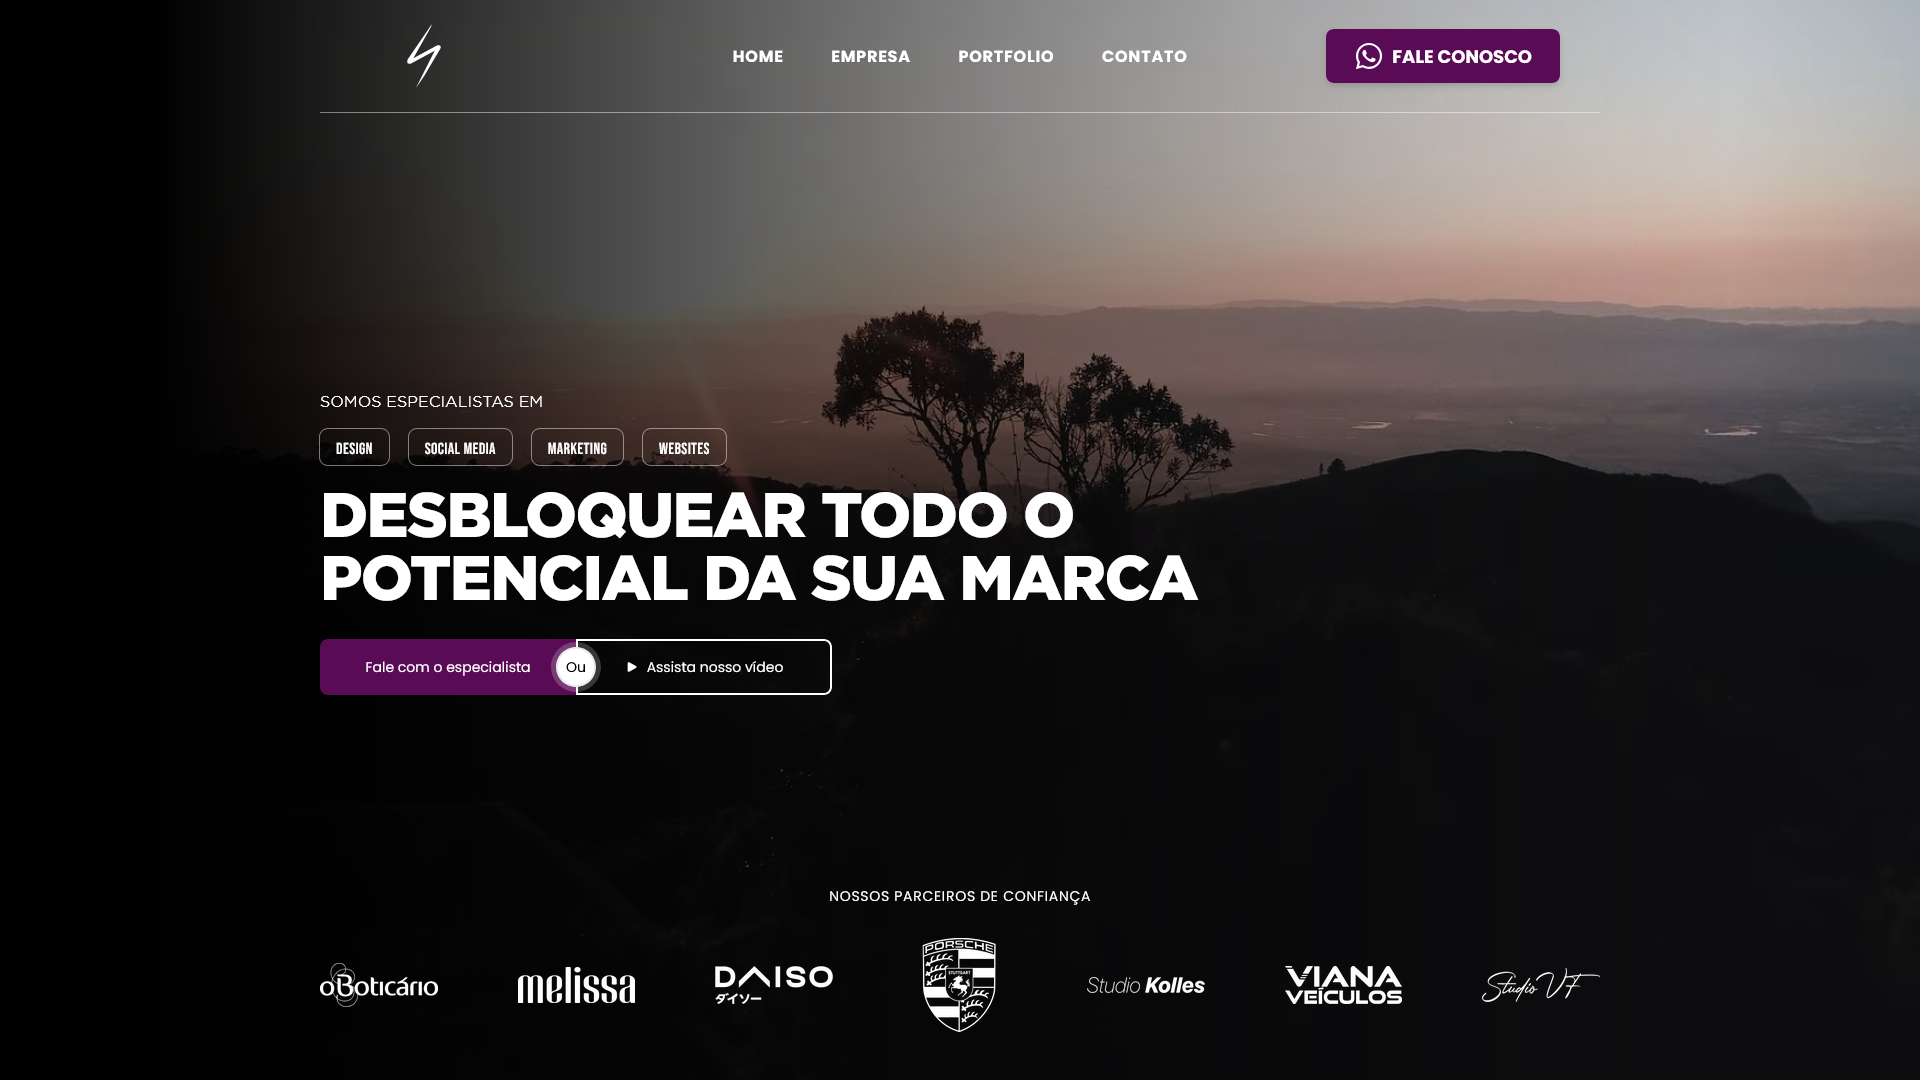 HOME EMPRESA PORTFOLIO CONTATO FALE CONOSCO
SOMOS ESPECIALISTAS EM
DESIGN SOCIAL MEDIA MARKETING WEBSITES
DESBLOQUEAR TODO O
POTENCIAL DA SUA MARCA
Fale com o especialista Ou Assista nosso vídeo
NOSSOS PARCEIROS DE CONFIANÇA
oBoticário
melissa
DAISO
ダイソー
PORSCHE
STUTTGART
Studio Kolles
VIANA
VEÍCULOS
Studio VF